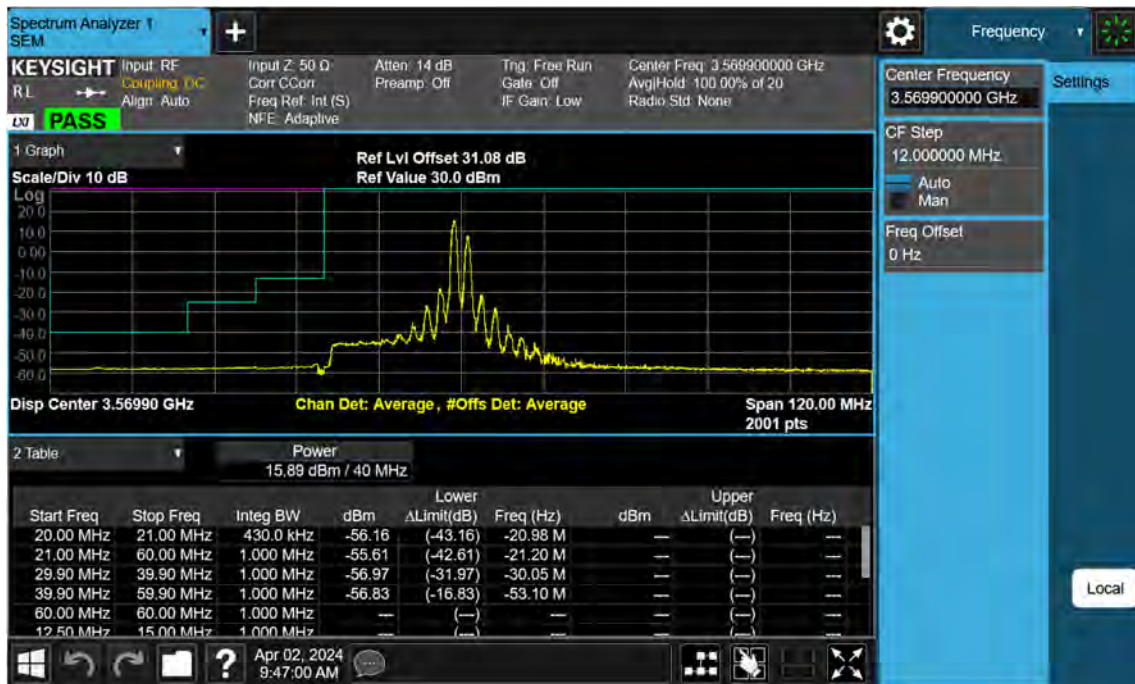 Spectrum Analyzer 1
SEM
+
Frequency
KEYSIGHT
RL
LXI
PASS
Input: RF
Coupling: DC
Align: Auto
Input Z: 50 Ω
Corr CCorr
Freq Ref: Int (S)
NFE: Adaptive
Atten: 14 dB
Preamp: Off
Trig: Free Run
Gate: Off
IF Gain: Low
Center Freq: 3.569900000 GHz
Avg|Hold: 100.00% of 20
Radio Std: None
Center Frequency
3.569900000 GHz
Settings
CF Step
12.000000 MHz
Auto
Man
Freq Offset
0 Hz
Local
1 Graph
Scale/Div 10 dB
Ref Lvl Offset 31.08 dB
Ref Value 30.0 dBm
Log
20.0
10.0
0.00
-10.0
-20.0
-30.0
-40.0
-50.0
-60.0
Disp Center 3.56990 GHz
Chan Det: Average, #Offs Det: Average
Span 120.00 MHz
2001 pts
2 Table
Power
15.89 dBm / 40 MHz
Lower Upper
Start Freq Stop Freq Integ BW dBm ΔLimit(dB) Freq (Hz) dBm ΔLimit(dB) Freq (Hz)
20.00 MHz 21.00 MHz 430.0 kHz -56.16 (-43.16) -20.98 M --- (---) ---
21.00 MHz 60.00 MHz 1.000 MHz -55.61 (-42.61) -21.20 M --- (---) ---
29.90 MHz 39.90 MHz 1.000 MHz -56.97 (-31.97) -30.05 M --- (---) ---
39.90 MHz 59.90 MHz 1.000 MHz -56.83 (-16.83) -53.10 M --- (---) ---
60.00 MHz 60.00 MHz 1.000 MHz --- (---) --- --- (---) ---
12.50 MHz 15.00 MHz 1.000 MHz --- (---) --- --- (---) ---
?
Apr 02, 2024
9:47:00 AM